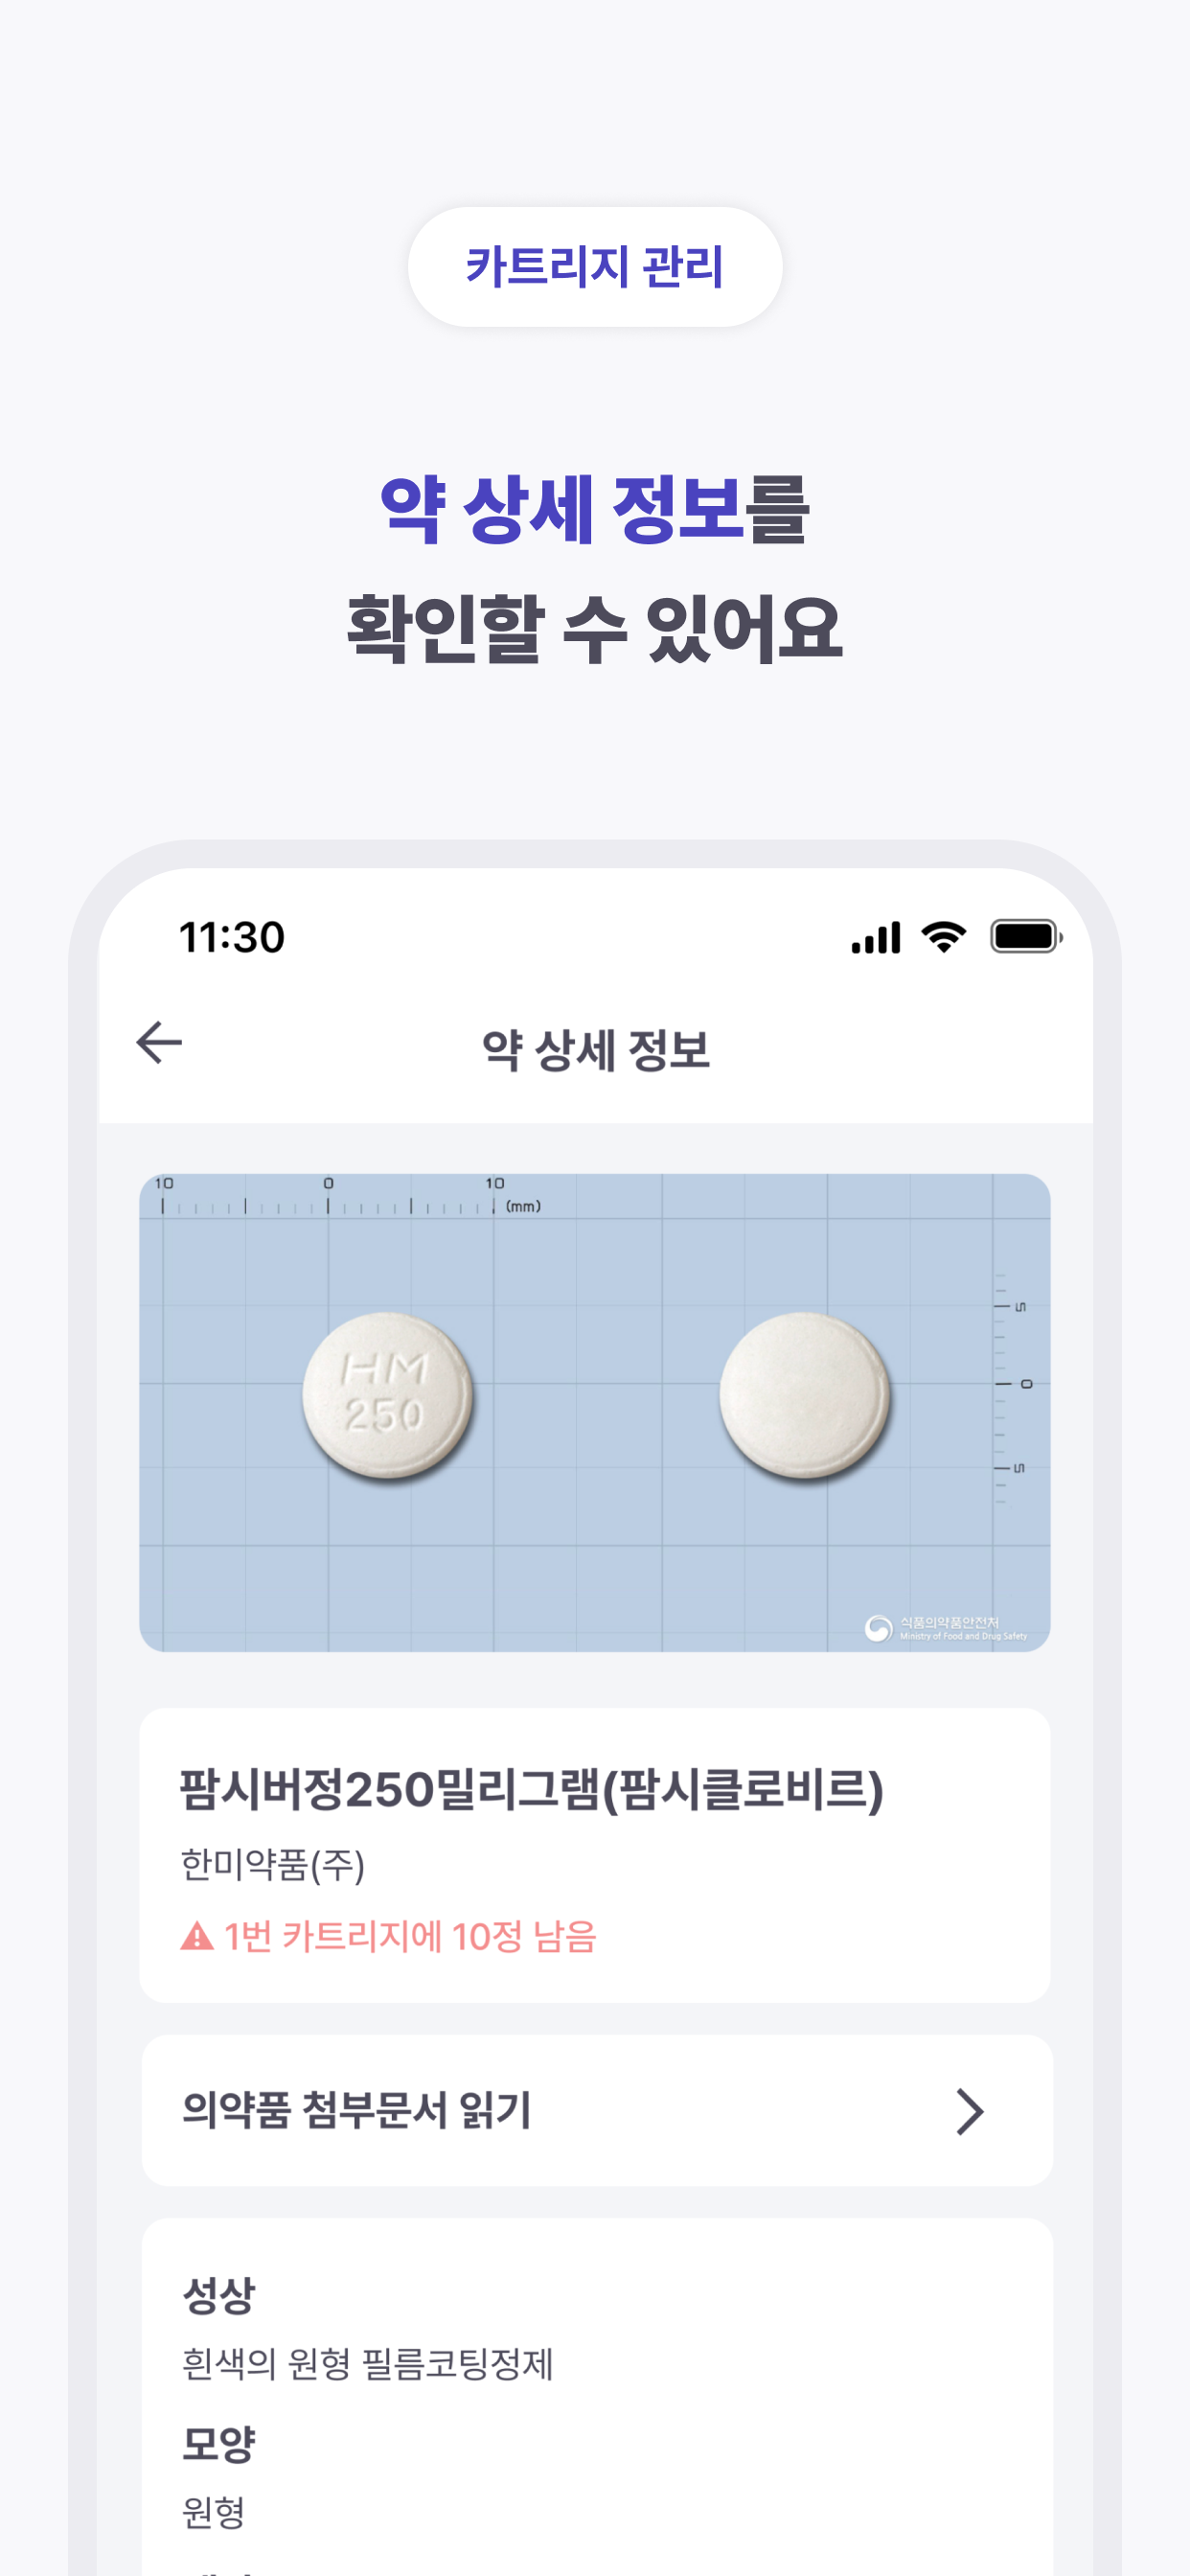 카트리지 관리
약 상세 정보를
확인할 수 있어요
11:30
약 상세 정보
10 0 10
(mm)
HM
250
5
0
5
식품의약품안전처
Ministry of Food and Drug Safety
팜시버정250밀리그램(팜시클로비르)
한미약품(주)
1번 카트리지에 10정 남음
의약품 첨부문서 읽기
성상
흰색의 원형 필름코팅정제
모양
원형